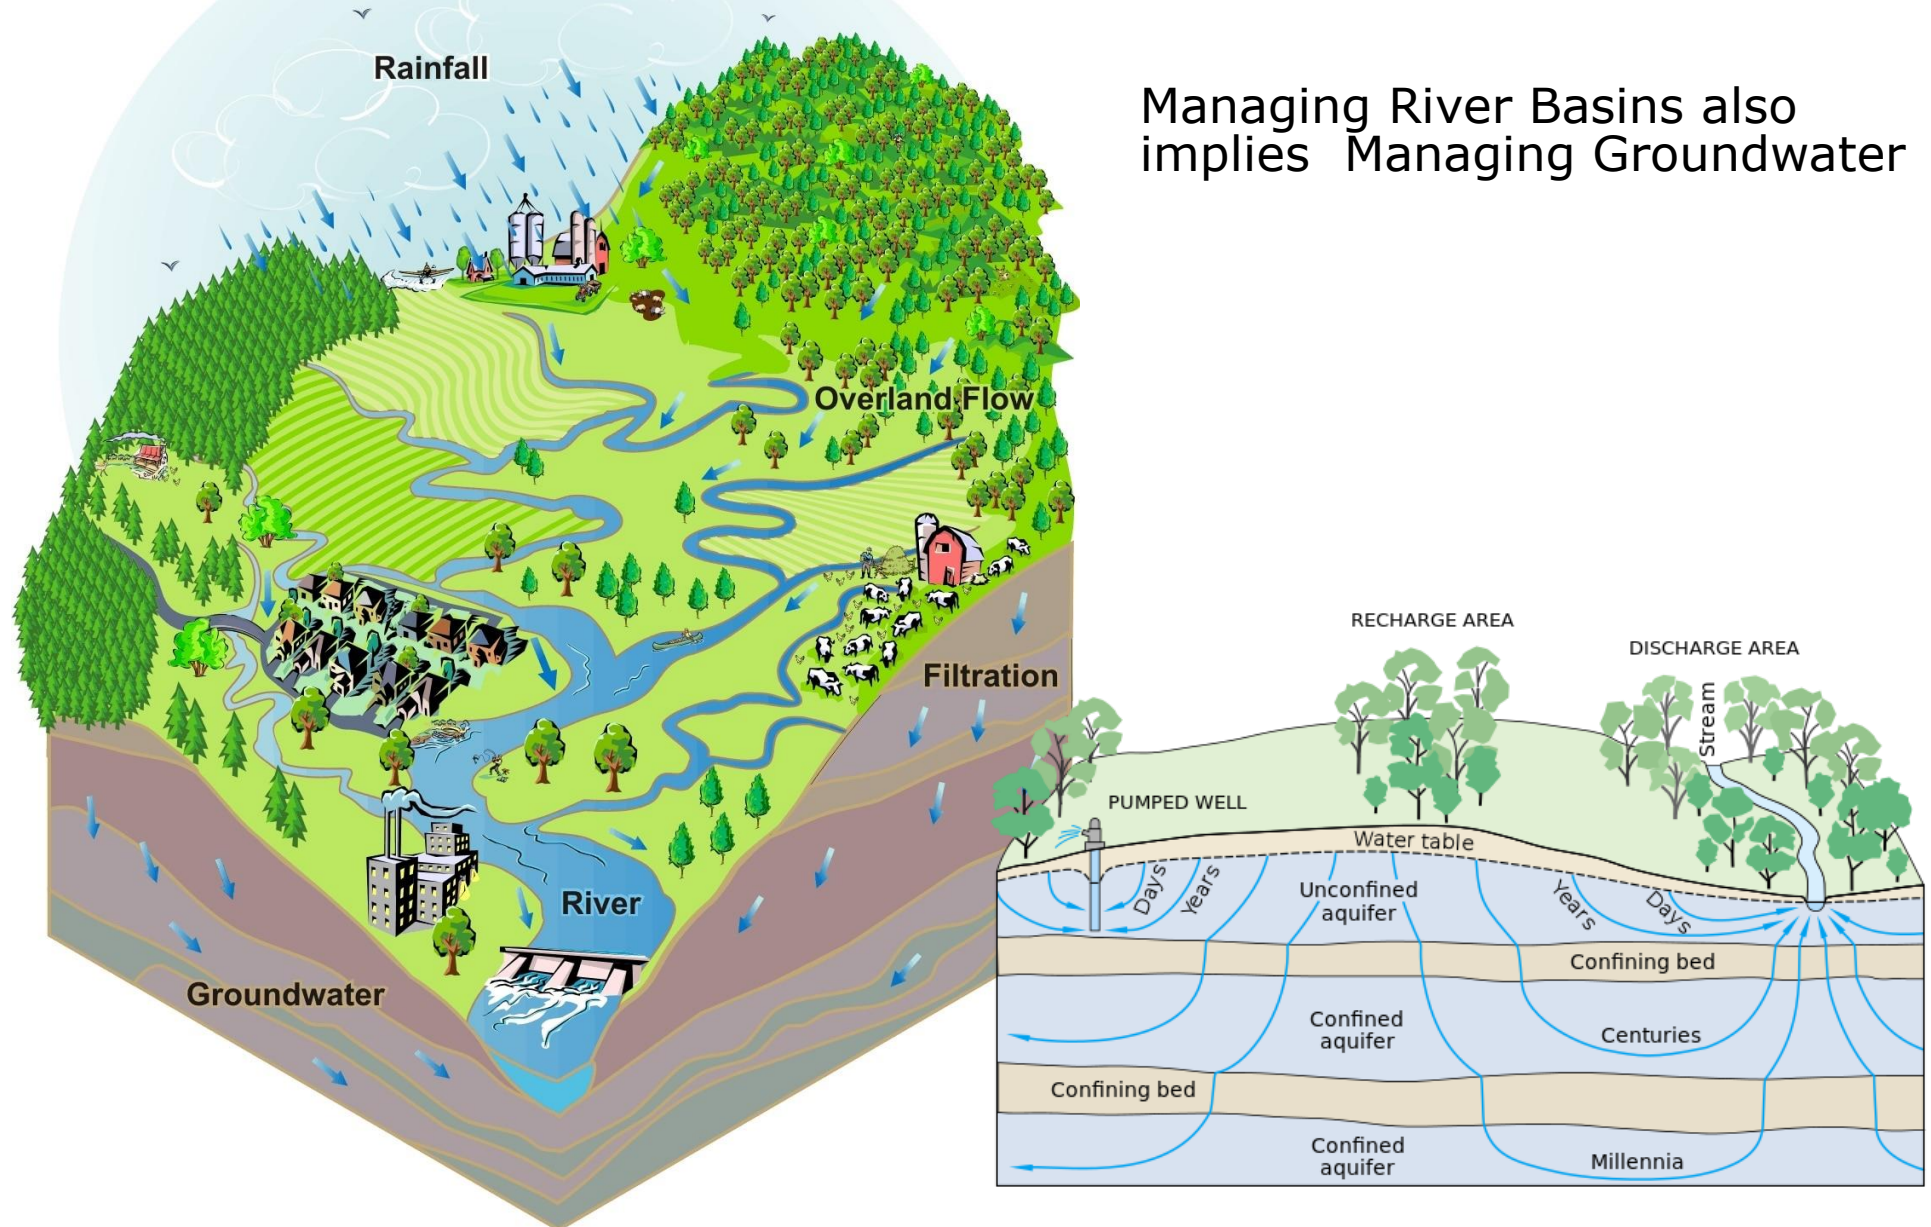 Rainfall
Managing River Basins also
implies  Managing Groundwater
Overland Flow
Filtration
River
Groundwater
RECHARGE AREA
DISCHARGE AREA
Stream
PUMPED WELL
Water table
Days
Years
Unconfined
aquifer
Years
Days
Confining bed
Confined
aquifer
Centuries
Confining bed
Confined
aquifer
Millennia